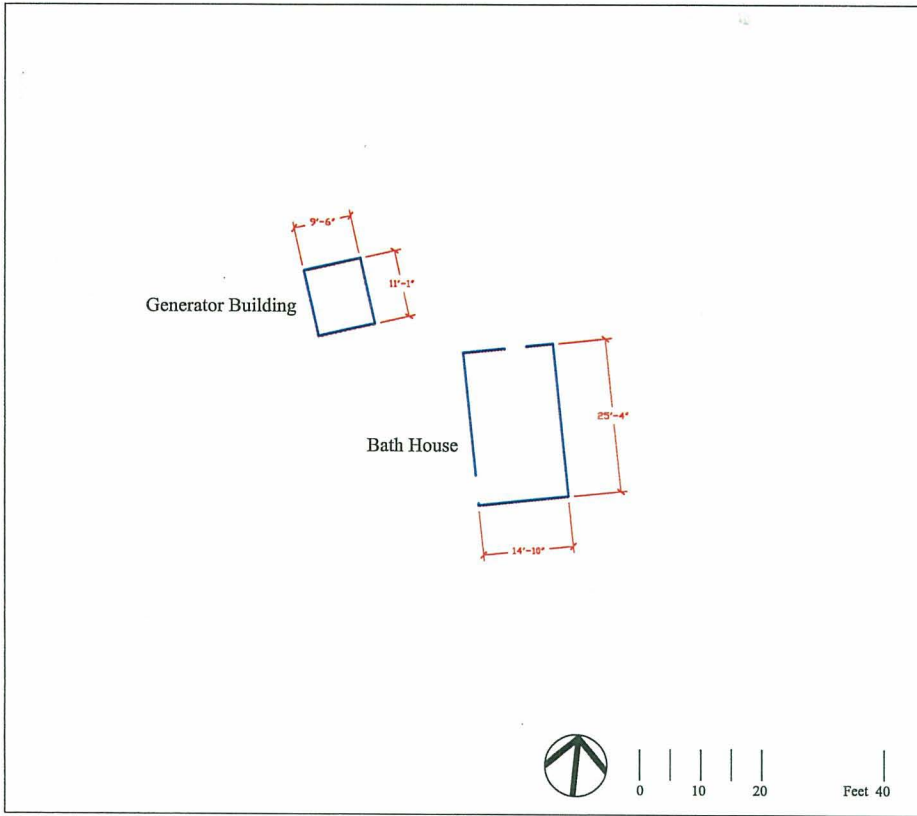 9'-6"
11'-1"
Generator Building
25'-4"
Bath House
14'-10"
0 10 20 Feet 40